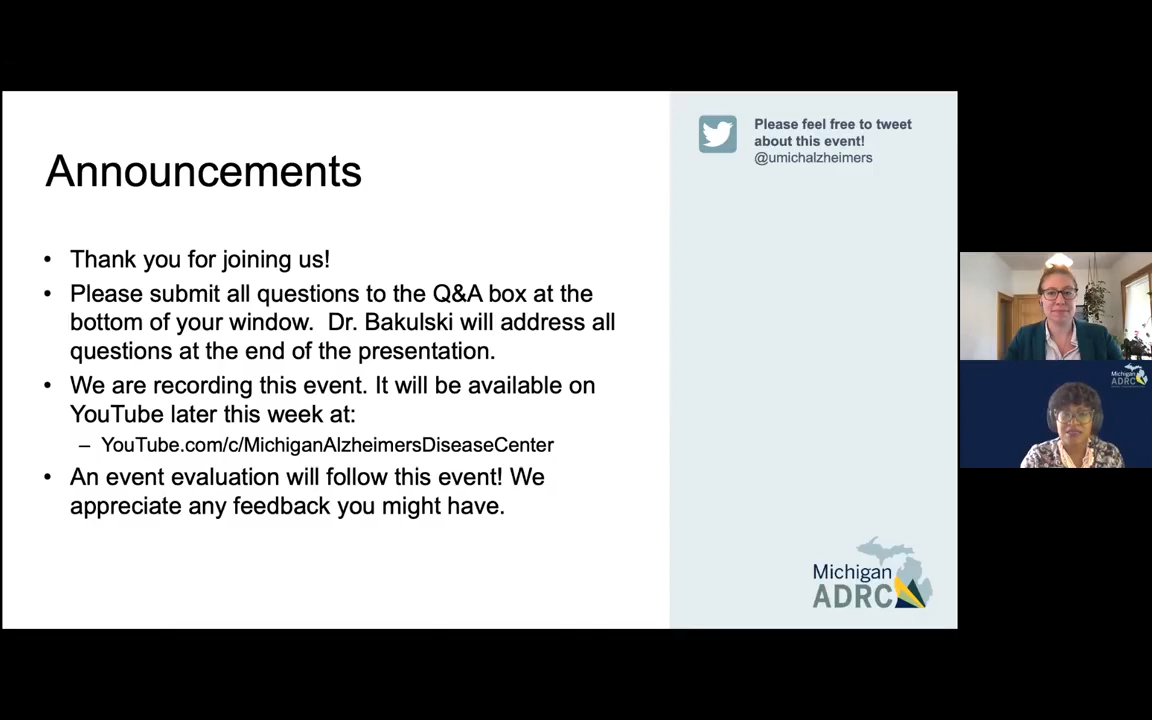 Announcements
• Thank you for joining us!
• Please submit all questions to the Q&A box at the
bottom of your window.  Dr. Bakulski will address all
questions at the end of the presentation.
• We are recording this event. It will be available on
YouTube later this week at:
– YouTube.com/c/MichiganAlzheimersDiseaseCenter
• An event evaluation will follow this event! We
appreciate any feedback you might have.
Please feel free to tweet
about this event!
@umichalzheimers
Michigan
ADRC
Michigan
ADRC